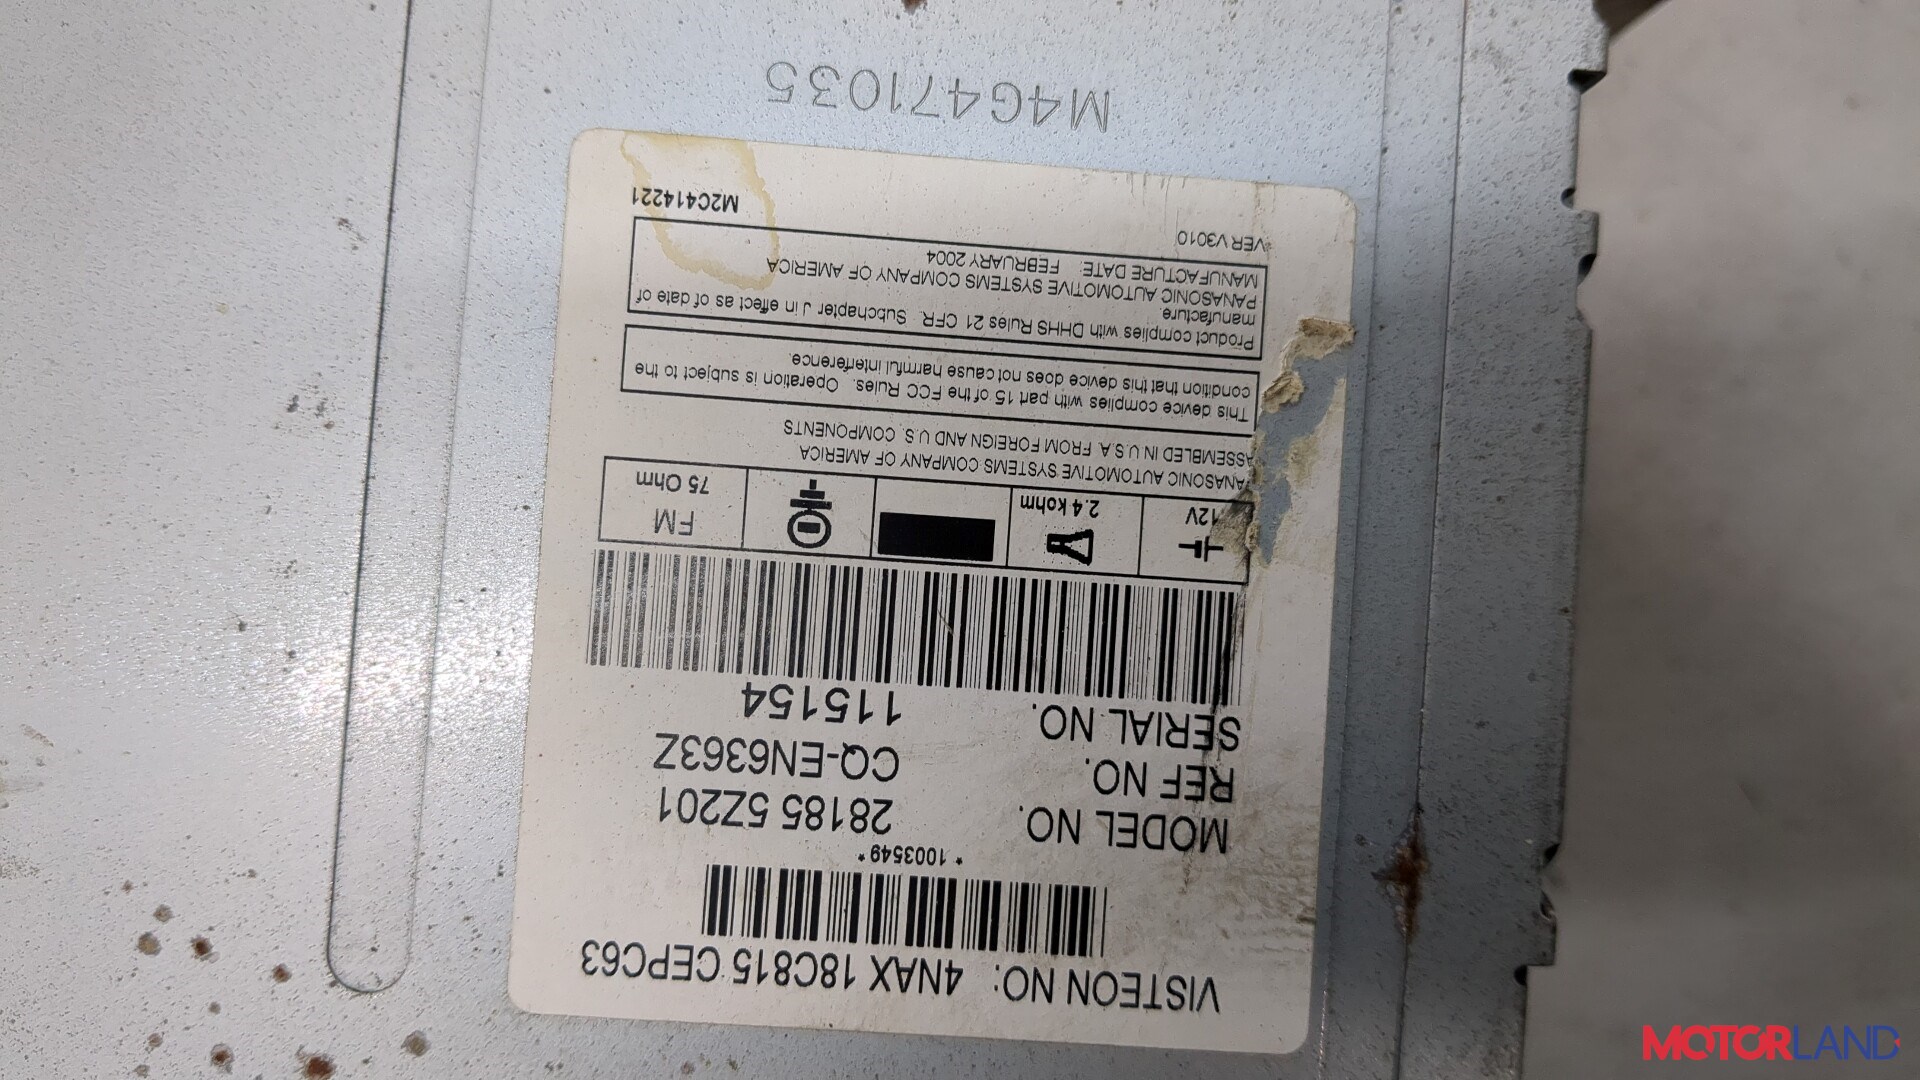 VISTEON NO: 4NAX 18C815 CEPC63
*1003549*
MODEL NO. 28185 5Z201
REF NO. CQ-EN6363Z
SERIAL NO. 115154
12V
2.4 kohm
FM
75 Ohm
PANASONIC AUTOMOTIVE SYSTEMS COMPANY OF AMERICA
ASSEMBLED IN U.S.A. FROM FOREIGN AND U.S. COMPONENTS
This device complies with part 15 of the FCC Rules. Operation is subject to the
condition that this device does not cause harmful interference.
Product complies with DHHS Rules 21 CFR. Subchapter J in effect as of date of
manufacture.
PANASONIC AUTOMOTIVE SYSTEMS COMPANY OF AMERICA
MANUFACTURE DATE: FEBRUARY 2004
VER V3010
M2C414221
M4G471035
MOTORLAND